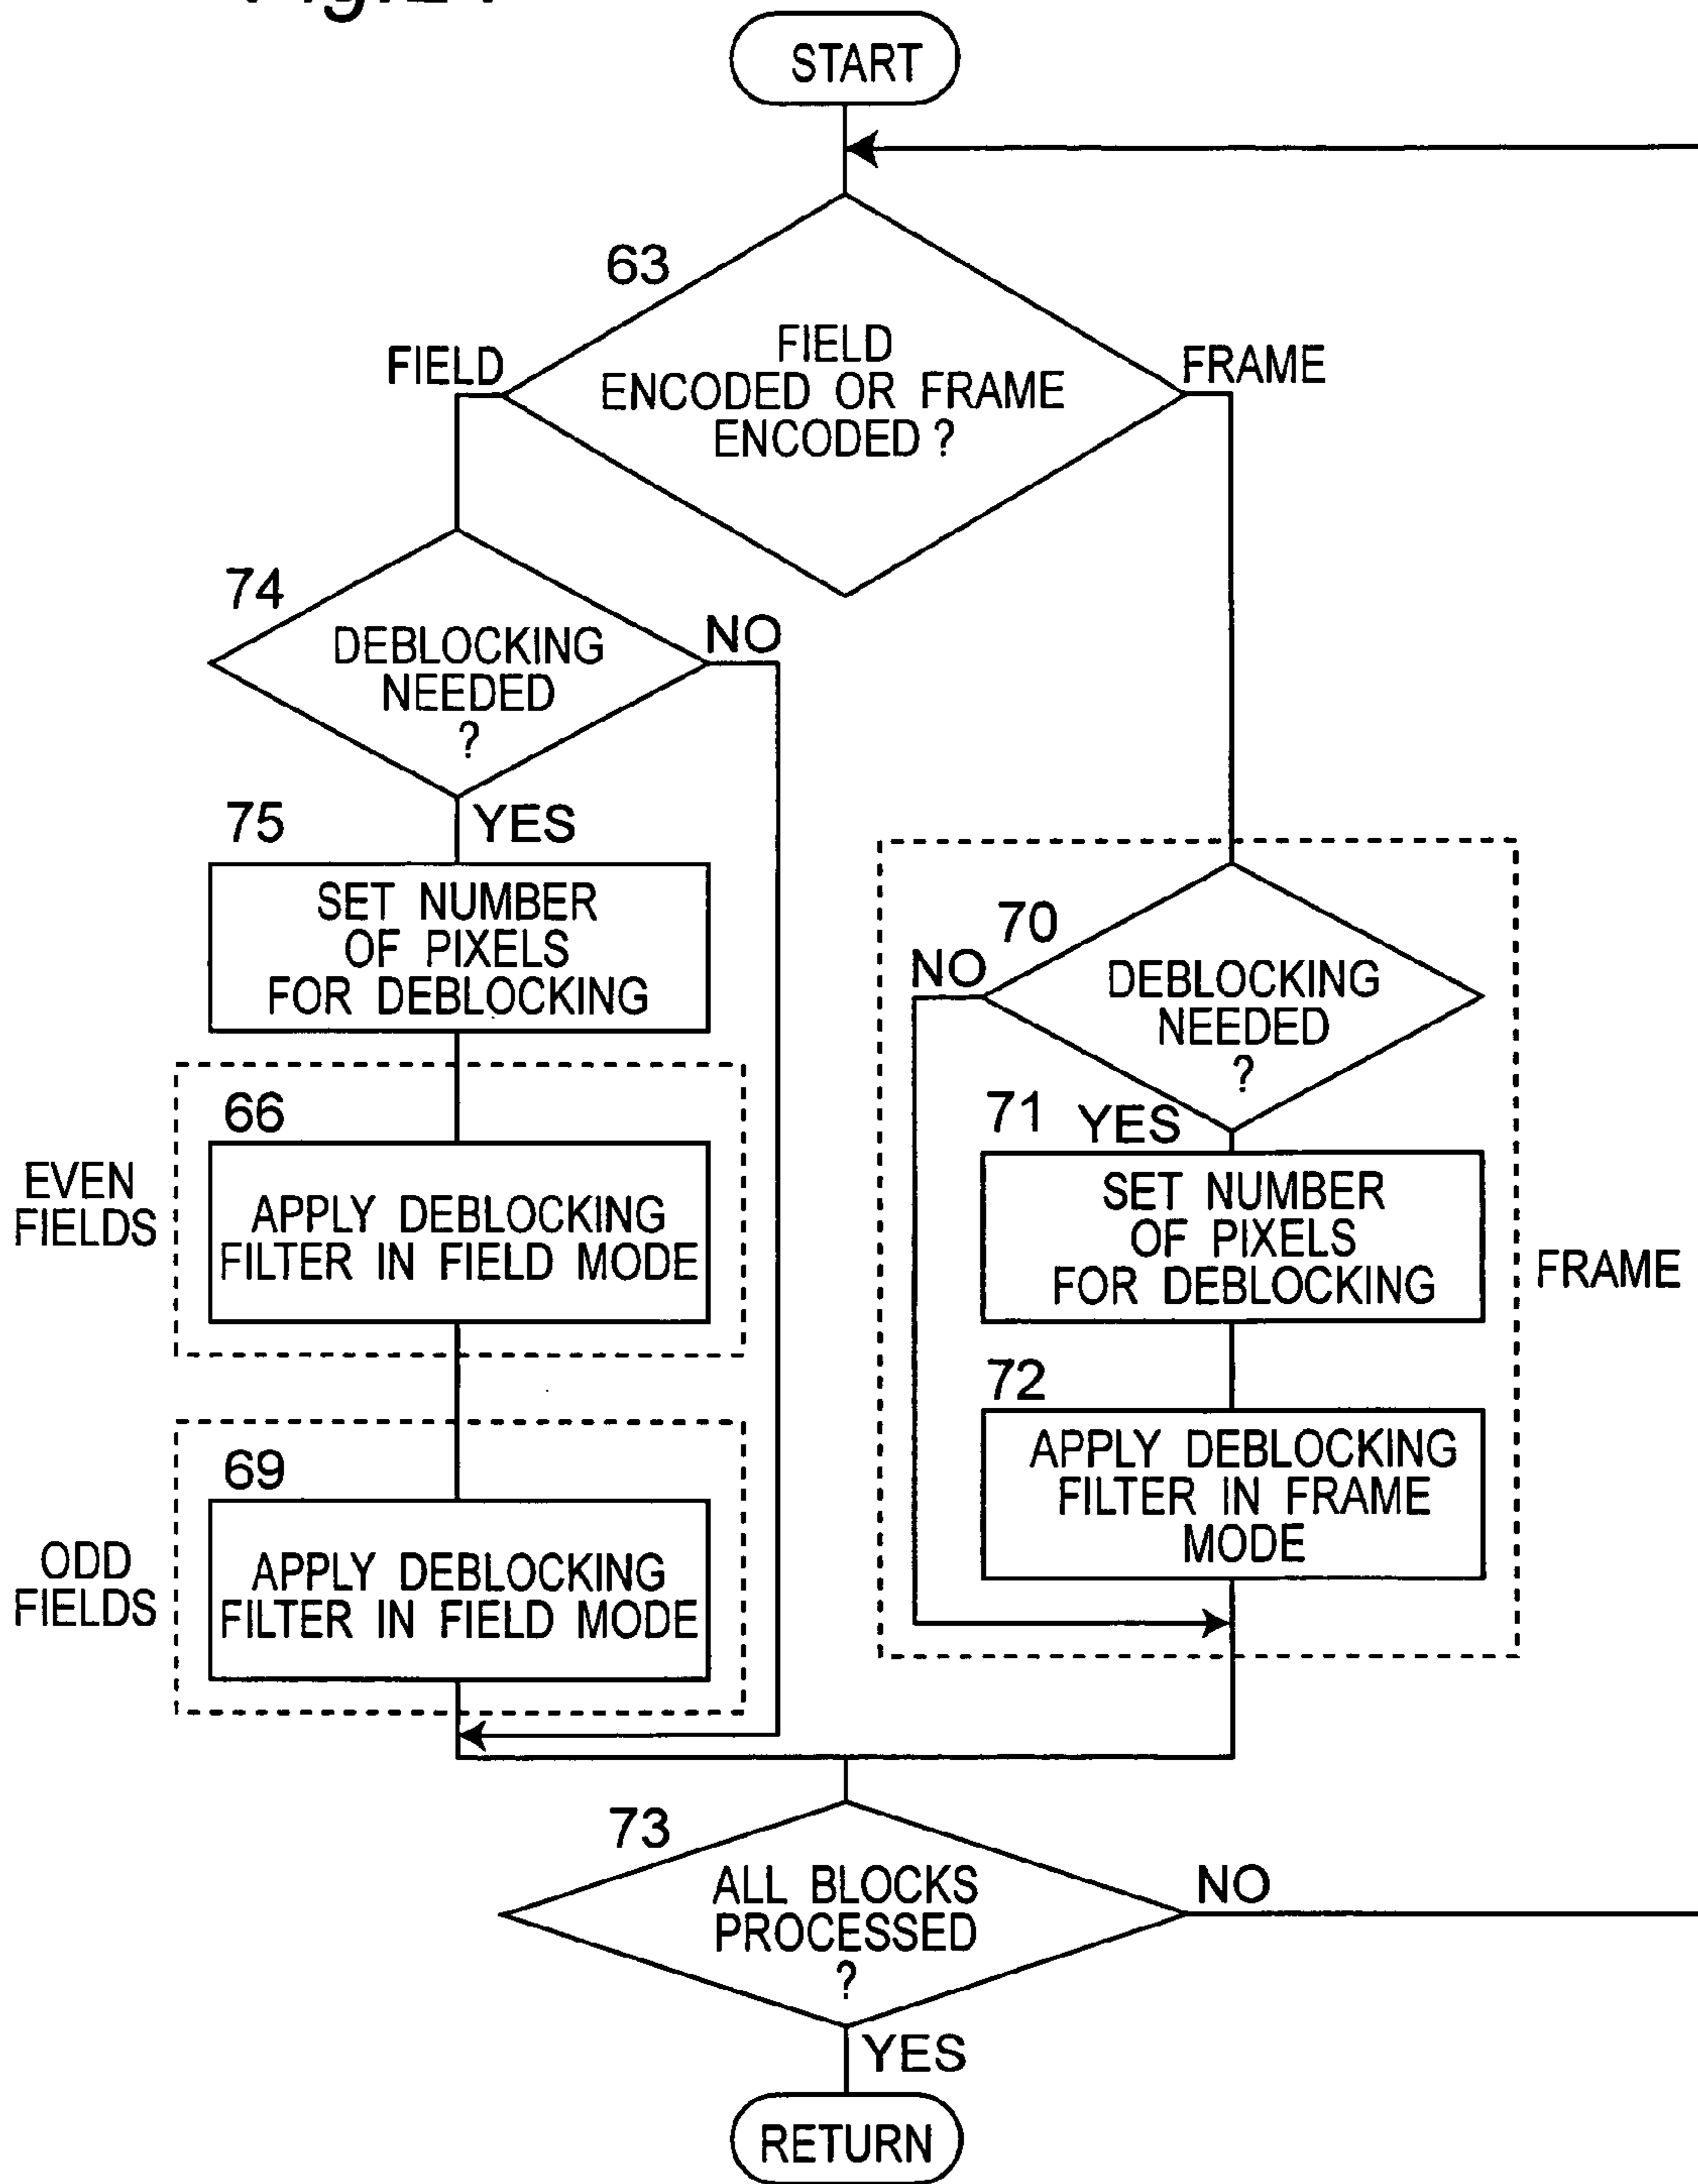 START
63
FIELD
ENCODED OR FRAME
ENCODED ?
FIELD
FRAME
74
DEBLOCKING
NEEDED
?
NO
YES
75
SET NUMBER
OF PIXELS
FOR DEBLOCKING
EVEN
FIELDS
66
APPLY DEBLOCKING
FILTER IN FIELD MODE
ODD
FIELDS
69
APPLY DEBLOCKING
FILTER IN FIELD MODE
70
NO
DEBLOCKING
NEEDED
?
71
YES
SET NUMBER
OF PIXELS
FOR DEBLOCKING
FRAME
72
APPLY DEBLOCKING
FILTER IN FRAME
MODE
73
ALL BLOCKS
PROCESSED
?
NO
YES
RETURN